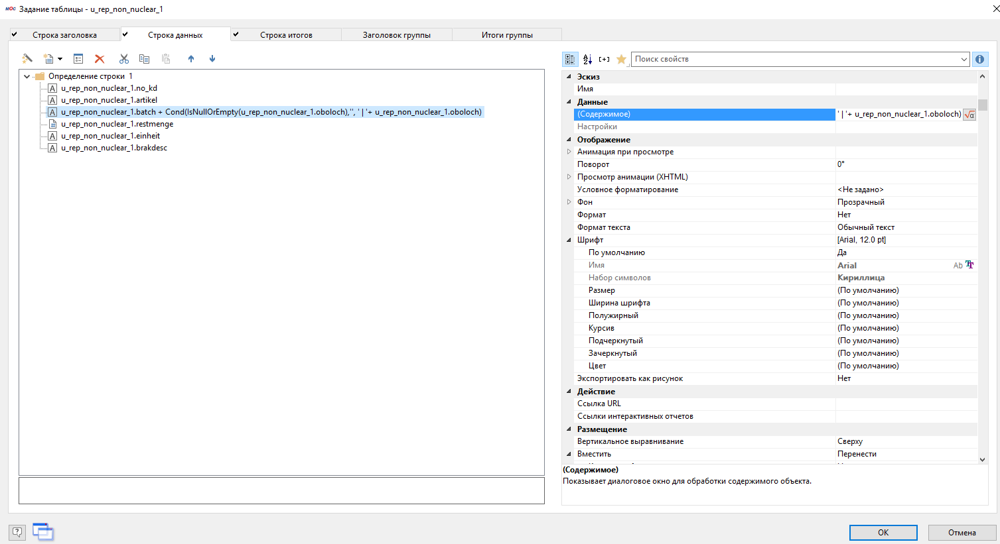 мос Задание таблицы - u_rep_non_nuclear_1
Строка заголовка Строка данных Строка итогов Заголовок группы Итоги группы
Поиск свойств
Определение строки 1
u_rep_non_nuclear_1.no_kd
u_rep_non_nuclear_1.artikel
u_rep_non_nuclear_1.batch + Cond(IsNullOrEmpty(u_rep_non_nuclear_1.oboloch),'', ' | '+ u_rep_non_nuclear_1.oboloch)
u_rep_non_nuclear_1.restmenge
u_rep_non_nuclear_1.einheit
u_rep_non_nuclear_1.brakdesc
Эскиз
Имя
Данные
(Содержимое) ' | '+ u_rep_non_nuclear_1.oboloch)
Настройки
Отображение
Анимация при просмотре
Поворот 0°
Просмотр анимации (XHTML)
Условное форматирование <Не задано>
Фон Прозрачный
Формат Нет
Формат текста Обычный текст
Шрифт [Arial, 12.0 pt]
По умолчанию Да
Имя Arial Ab
Набор символов Кириллица
Размер (По умолчанию)
Ширина шрифта (По умолчанию)
Полужирный (По умолчанию)
Курсив (По умолчанию)
Подчеркнутый (По умолчанию)
Зачеркнутый (По умолчанию)
Цвет (По умолчанию)
Экспортировать как рисунок Нет
Действие
Ссылка URL
Ссылки интерактивных отчетов
Размещение
Вертикальное выравнивание Сверху
Вместить Перенести
(Содержимое)
Показывает диалоговое окно для обработки содержимого объекта.
OK Отмена